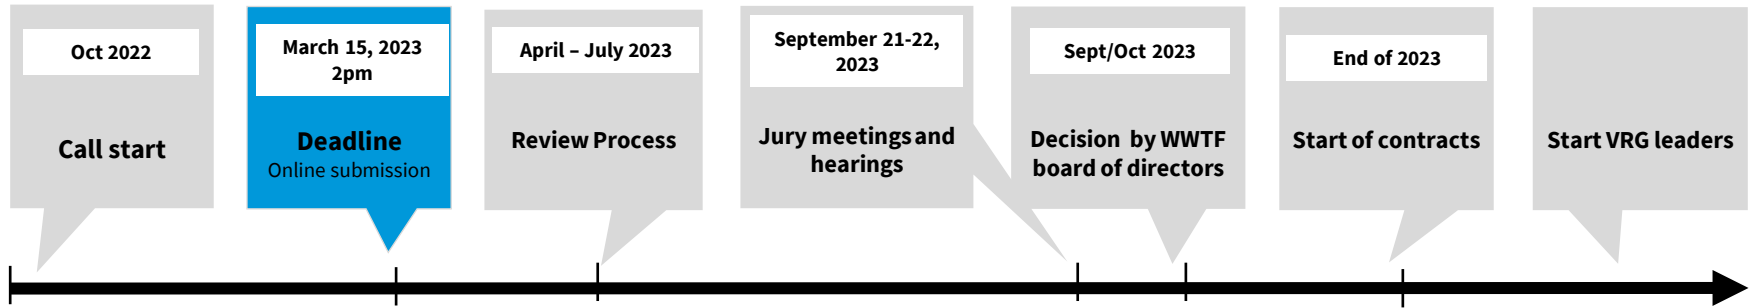 Oct 2022
Call start
March 15, 2023
2pm
Deadline
Online submission
April – July 2023
Review Process
September 21-22,
2023
Jury meetings and
hearings
Sept/Oct 2023
Decision by WWTF
board of directors
End of 2023
Start of contracts
Start VRG leaders